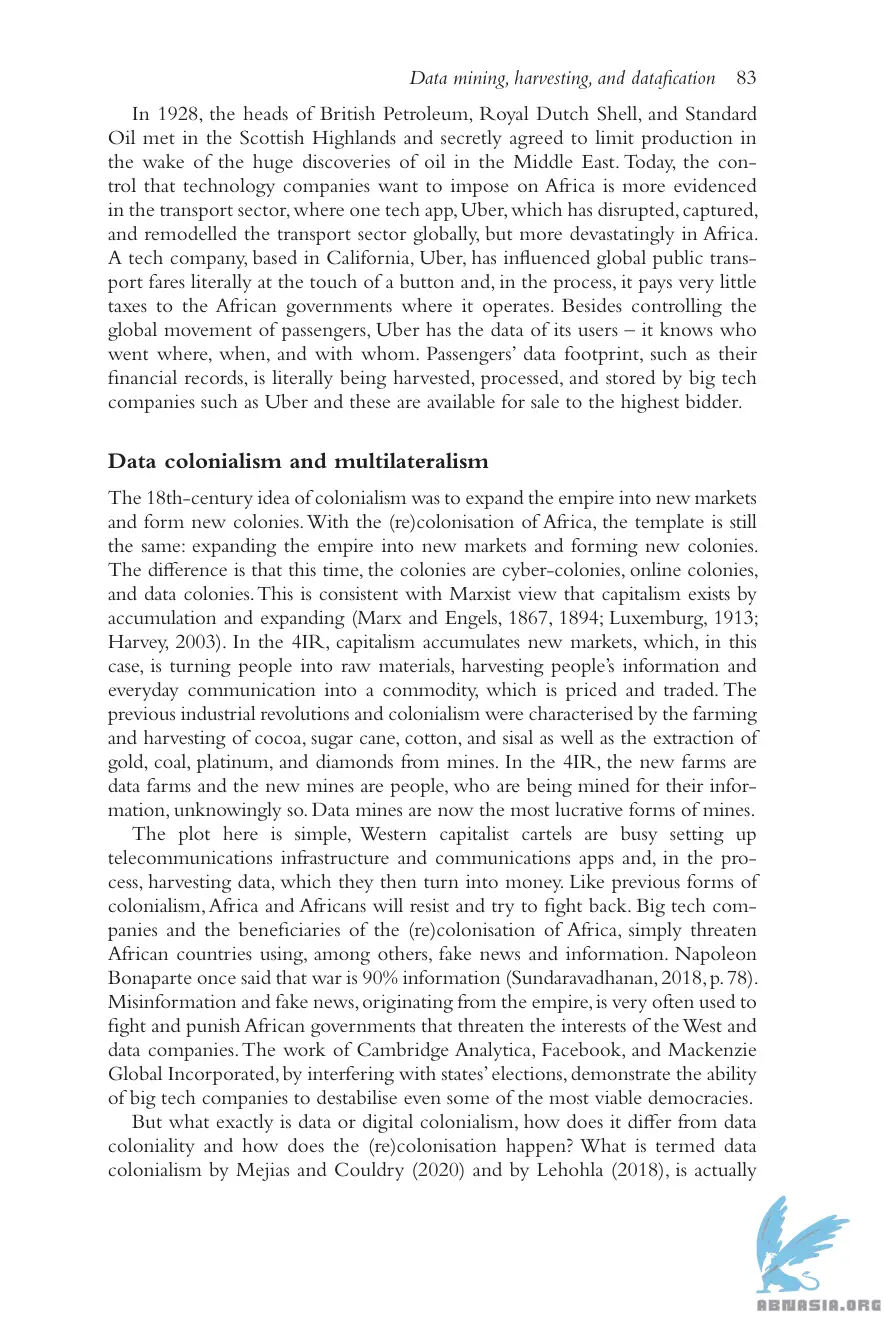 Data mining, harvesting, and datafication 83
In 1928, the heads of British Petroleum, Royal Dutch Shell, and Standard
Oil met in the Scottish Highlands and secretly agreed to limit production in
the wake of the huge discoveries of oil in the Middle East. Today, the con-
trol that technology companies want to impose on Africa is more evidenced
in the transport sector, where one tech app, Uber, which has disrupted, captured,
and remodelled the transport sector globally, but more devastatingly in Africa.
A tech company, based in California, Uber, has influenced global public trans-
port fares literally at the touch of a button and, in the process, it pays very little
taxes to the African governments where it operates. Besides controlling the
global movement of passengers, Uber has the data of its users – it knows who
went where, when, and with whom. Passengers' data footprint, such as their
financial records, is literally being harvested, processed, and stored by big tech
companies such as Uber and these are available for sale to the highest bidder.
Data colonialism and multilateralism
The 18th-century idea of colonialism was to expand the empire into new markets
and form new colonies. With the (re)colonisation of Africa, the template is still
the same: expanding the empire into new markets and forming new colonies.
The difference is that this time, the colonies are cyber-colonies, online colonies,
and data colonies. This is consistent with Marxist view that capitalism exists by
accumulation and expanding (Marx and Engels, 1867, 1894; Luxemburg, 1913;
Harvey, 2003). In the 4IR, capitalism accumulates new markets, which, in this
case, is turning people into raw materials, harvesting people's information and
everyday communication into a commodity, which is priced and traded. The
previous industrial revolutions and colonialism were characterised by the farming
and harvesting of cocoa, sugar cane, cotton, and sisal as well as the extraction of
gold, coal, platinum, and diamonds from mines. In the 4IR, the new farms are
data farms and the new mines are people, who are being mined for their infor-
mation, unknowingly so. Data mines are now the most lucrative forms of mines.
The plot here is simple, Western capitalist cartels are busy setting up
telecommunications infrastructure and communications apps and, in the pro-
cess, harvesting data, which they then turn into money. Like previous forms of
colonialism, Africa and Africans will resist and try to fight back. Big tech com-
panies and the beneficiaries of the (re)colonisation of Africa, simply threaten
African countries using, among others, fake news and information. Napoleon
Bonaparte once said that war is 90% information (Sundaravadhanan, 2018, p. 78).
Misinformation and fake news, originating from the empire, is very often used to
fight and punish African governments that threaten the interests of the West and
data companies. The work of Cambridge Analytica, Facebook, and Mackenzie
Global Incorporated, by interfering with states' elections, demonstrate the ability
of big tech companies to destabilise even some of the most viable democracies.
But what exactly is data or digital colonialism, how does it differ from data
coloniality and how does the (re)colonisation happen? What is termed data
colonialism by Mejias and Couldry (2020) and by Lehohla (2018), is actually
ABNASIA.ORG